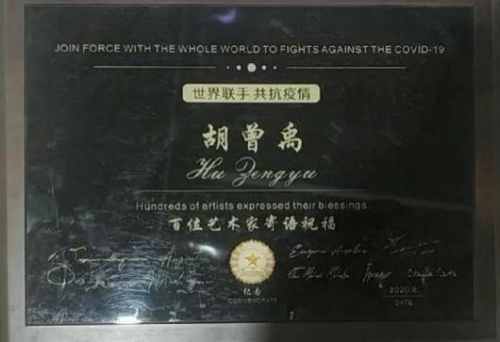 JOIN FORCE WITH THE WHOLE WORLD TO FIGHTS AGAINST THE COVID-19
世界联手 共抗疫情
胡曾禹
Hu Zengyu
Hundreds of artists expressed their blessings
百位艺术家寄语祝福
纪念
COMMEMORATE
2020.8
DATE